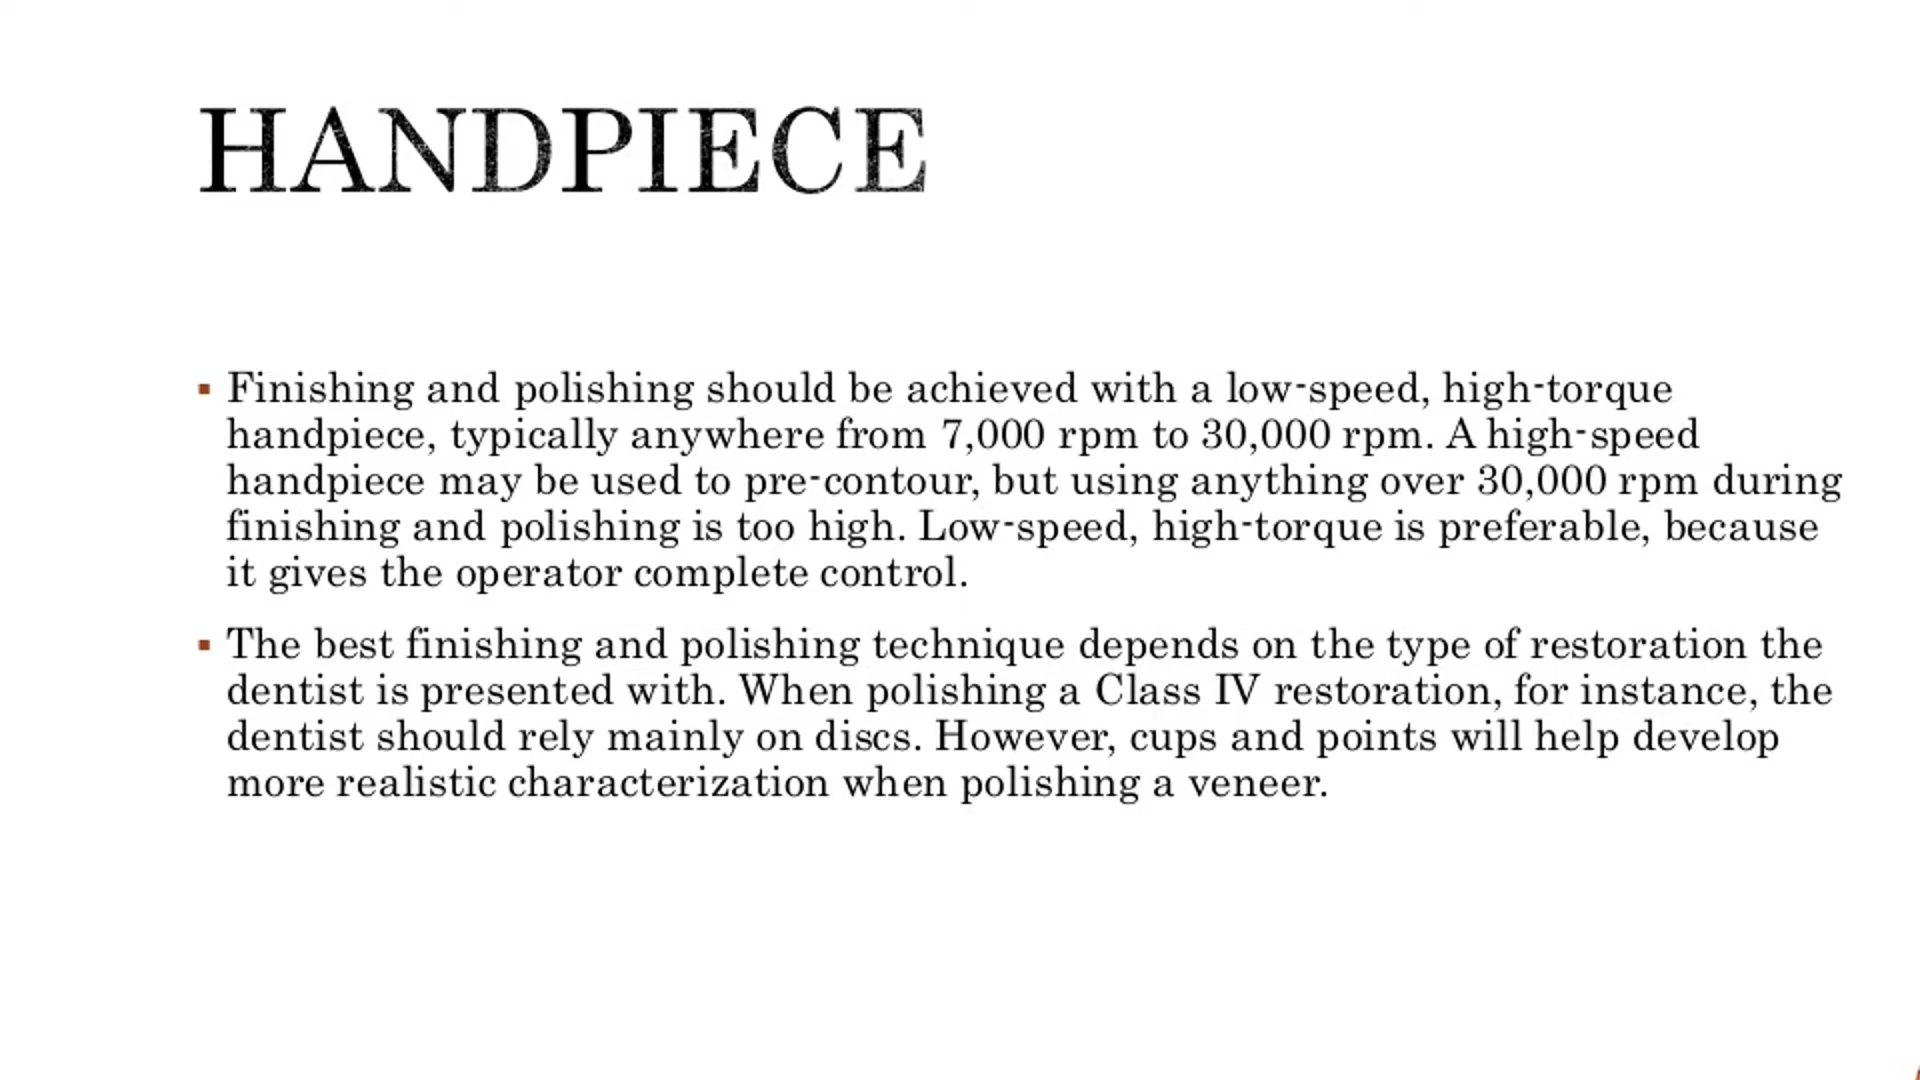 HANDPIECE
▪ Finishing and polishing should be achieved with a low-speed, high-torque
handpiece, typically anywhere from 7,000 rpm to 30,000 rpm. A high-speed
handpiece may be used to pre-contour, but using anything over 30,000 rpm during
finishing and polishing is too high. Low-speed, high-torque is preferable, because
it gives the operator complete control.
▪ The best finishing and polishing technique depends on the type of restoration the
dentist is presented with. When polishing a Class IV restoration, for instance, the
dentist should rely mainly on discs. However, cups and points will help develop
more realistic characterization when polishing a veneer.